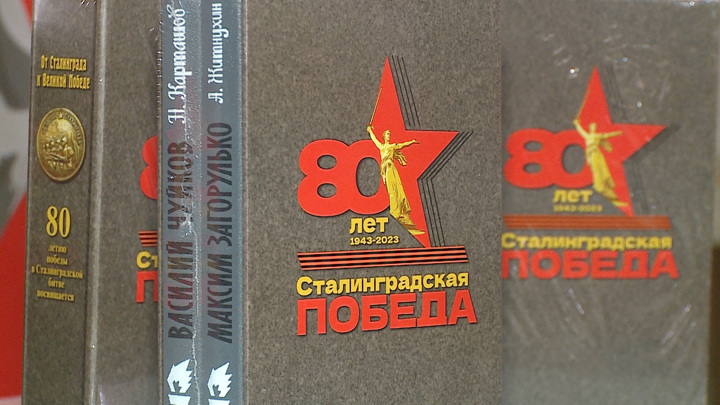 От Сталинграда
к Великой Победе
80
летию
победы
в Сталинградской
битве
посвящается
ВАСИЛИЙ ЧУЙКОВ Н. Карташов
МАКСИМ ЗАГОРУЛЬКО А. Житнухин
80
лет
1943-2023
Сталинградская
ПОБЕДА
80
лет
1943-2023
Сталинградская
ПОБЕДА